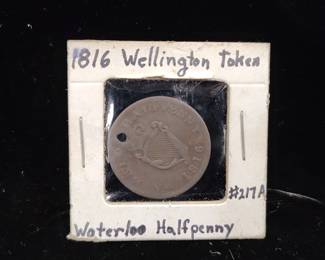 1816 Wellington Token
#217A
Waterloo Halfpenny